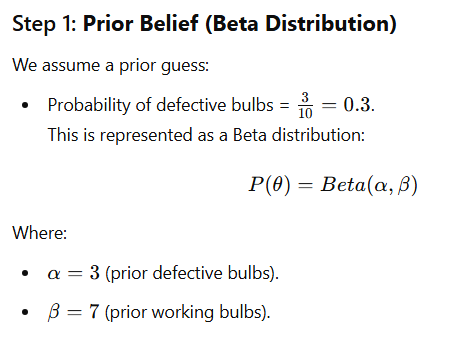 Step 1: Prior Belief (Beta Distribution)
We assume a prior guess:
• Probability of defective bulbs = 3/10 = 0.3.
This is represented as a Beta distribution:
P(θ) = Beta(α, β)
Where:
• α = 3 (prior defective bulbs).
• β = 7 (prior working bulbs).